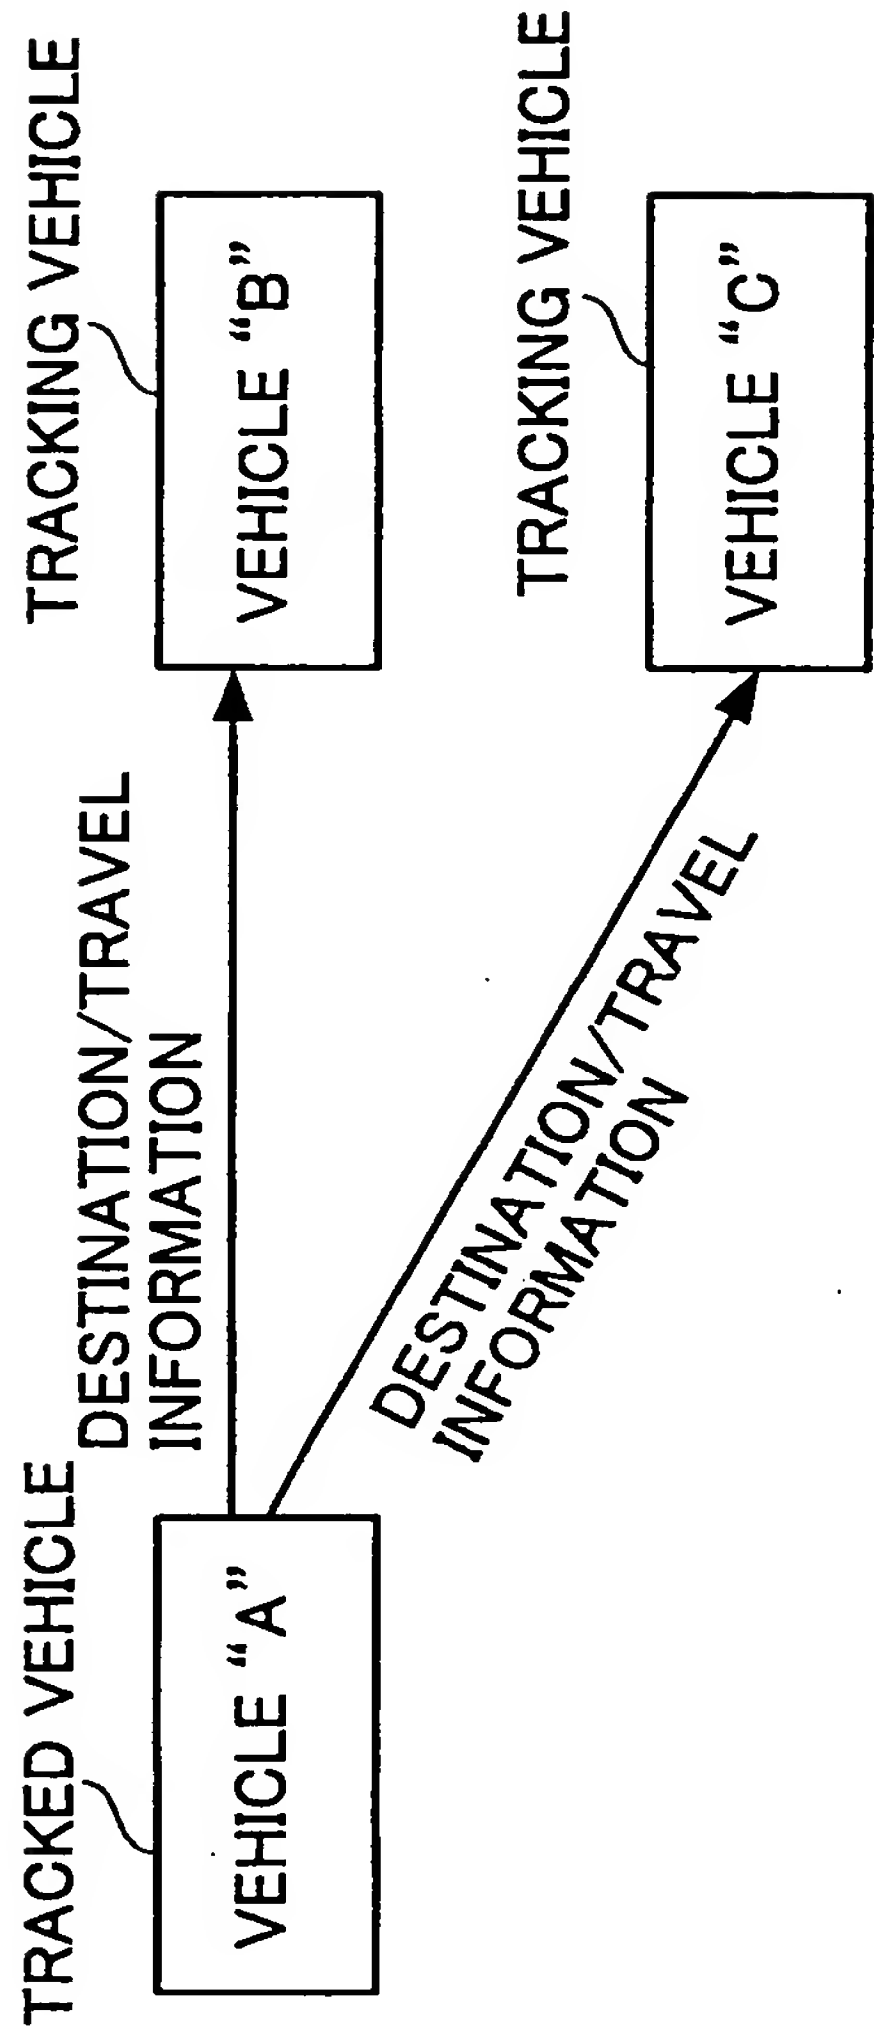 TRACKED VEHICLE
VEHICLE “A”
DESTINATION/TRAVEL
INFORMATION
TRACKING VEHICLE
VEHICLE “B”
DESTINATION/TRAVEL
INFORMATION
TRACKING VEHICLE
VEHICLE “C”